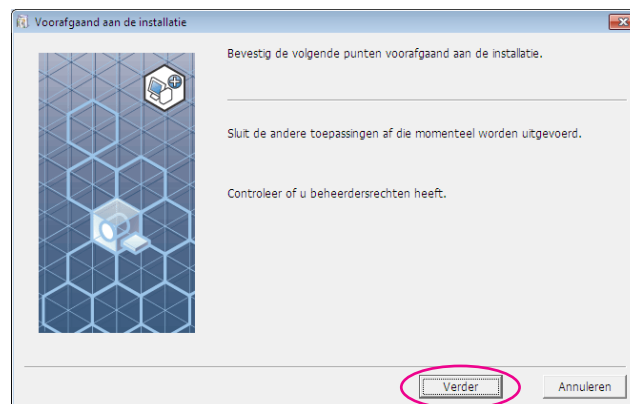 Voorafgaand aan de installatie
Bevestig de volgende punten voorafgaand aan de installatie.
Sluit de andere toepassingen af die momenteel worden uitgevoerd.
Controleer of u beheerdersrechten heeft.
Verder
Annuleren